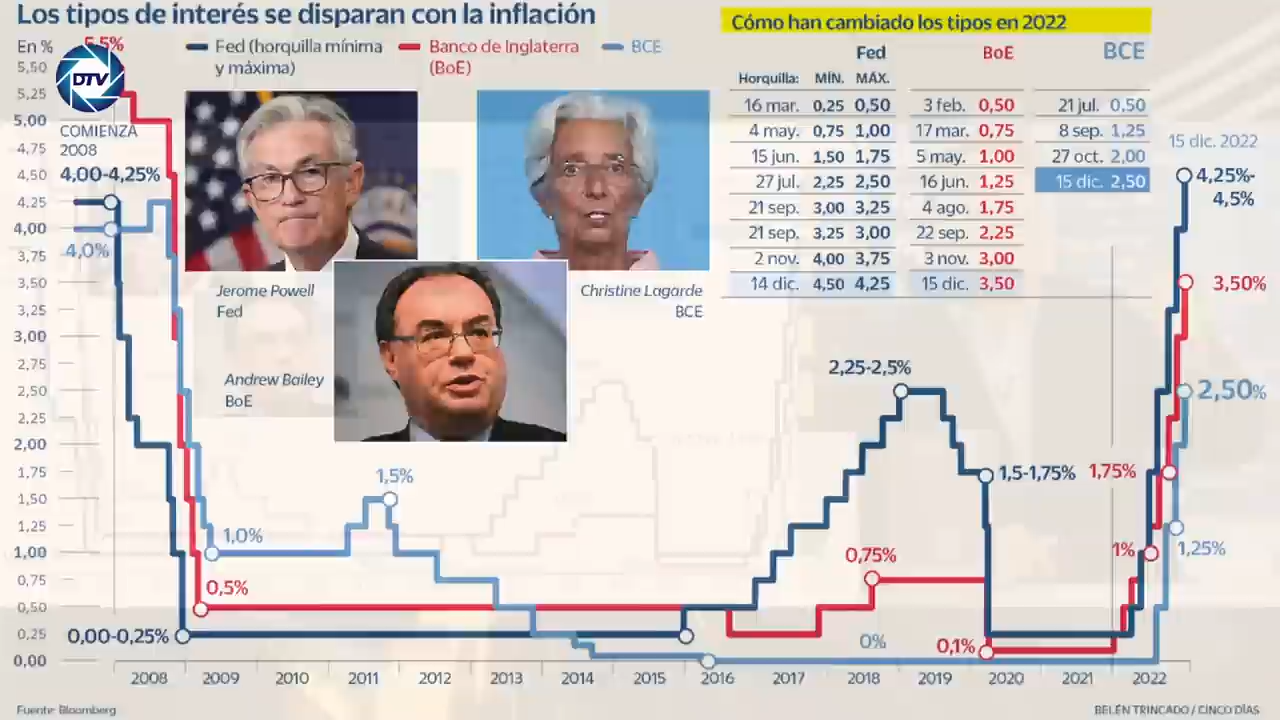 Los tipos de interés se disparan con la inflación
En %
5,5%
Fed (horquilla mínima
y máxima)
Banco de Inglaterra
(BoE)
BCE
DTV
COMIENZA
2008
4,00-4,25%
4,0%
5,50
5,25
5,00
4,75
4,50
4,25
4,00
3,75
3,50
3,25
3,00
2,75
2,50
2,25
2,00
1,75
1,50
1,25
1,00
0,75
0,50
0,25
0,00
Jerome Powell
Fed
Christine Lagarde
BCE
Andrew Bailey
BoE
Cómo han cambiado los tipos en 2022
Fed BoE BCE
Horquilla: MÍN. MÁX.
16 mar. 0,25 0,50 3 feb. 0,50 21 jul. 0,50
4 may. 0,75 1,00 17 mar. 0,75 8 sep. 1,25
15 jun. 1,50 1,75 5 may. 1,00 27 oct. 2,00
27 jul. 2,25 2,50 16 jun. 1,25 15 dic. 2,50
21 sep. 3,00 3,25 4 ago. 1,75
21 sep. 3,25 3,00 22 sep. 2,25
2 nov. 4,00 3,75 3 nov. 3,00
14 dic. 4,50 4,25 15 dic. 3,50
15 dic. 2022
4,25%-
4,5%
3,50%
2,50%
2,25-2,5%
1,5-1,75%
1,75%
1,5%
1,0%
0,75%
1%
1,25%
0,5%
0,00-0,25%
0%
0,1%
2008 2009 2010 2011 2012 2013 2014 2015 2016 2017 2018 2019 2020 2021 2022
Fuente: Bloomberg
BELÉN TRINCADO / CINCO DÍAS